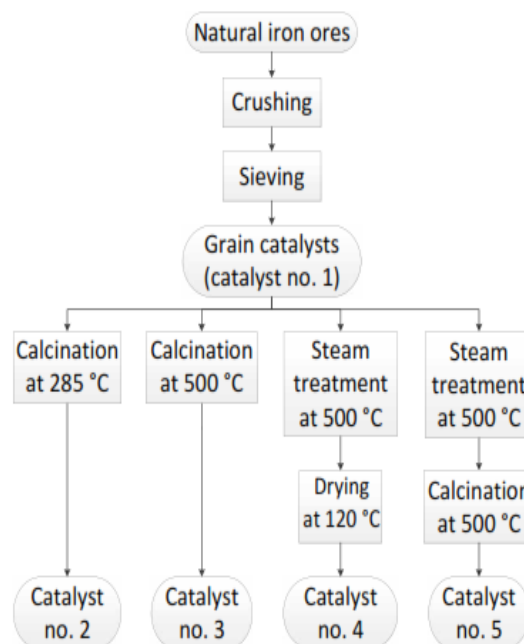 Natural iron ores
Crushing
Sieving
Grain catalysts
(catalyst no. 1)
Calcination
at 285 °C
Calcination
at 500 °C
Steam
treatment
at 500 °C
Steam
treatment
at 500 °C
Drying
at 120 °C
Calcination
at 500 °C
Catalyst
no. 2
Catalyst
no. 3
Catalyst
no. 4
Catalyst
no. 5